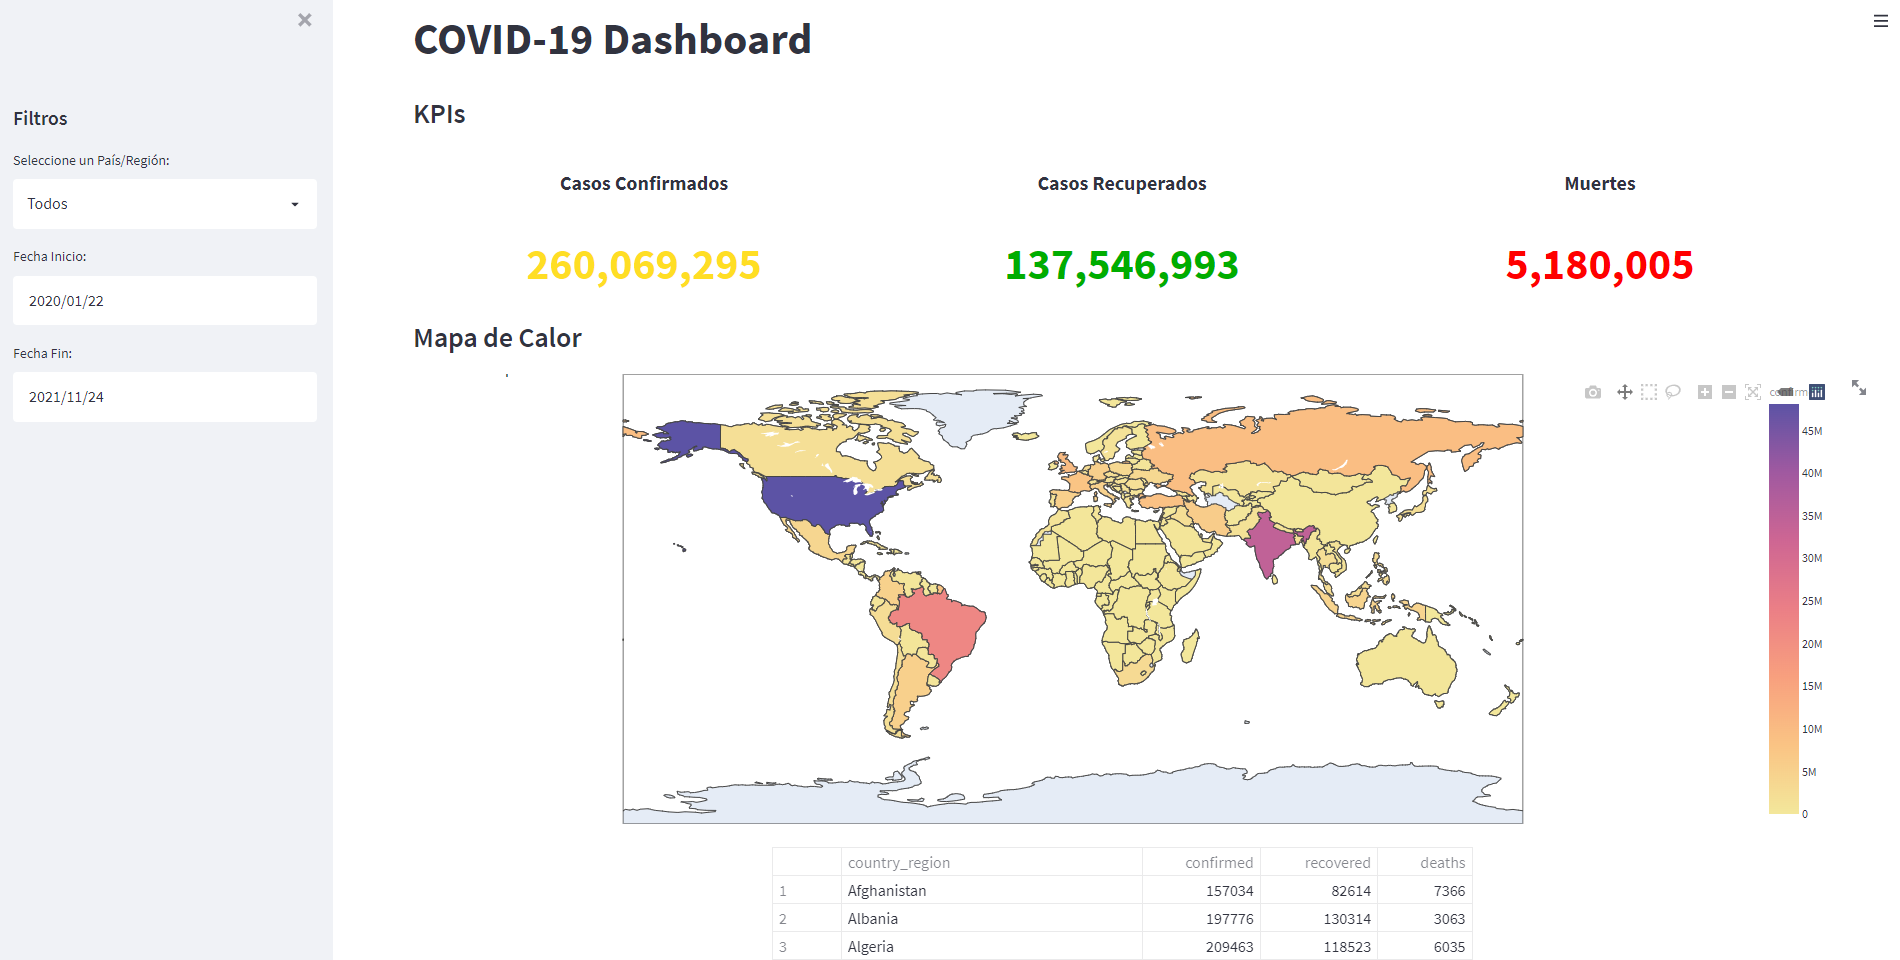 COVID-19 Dashboard
Filtros
Seleccione un País/Región:
Todos
Fecha Inicio:
2020/01/22
Fecha Fin:
2021/11/24
KPIs
Casos Confirmados
Casos Recuperados
Muertes
260,069,295
137,546,993
5,180,005
Mapa de Calor
45M
40M
35M
30M
25M
20M
15M
10M
5M
0
country_region confirmed recovered deaths
1 Afghanistan 157034 82614 7366
2 Albania 197776 130314 3063
3 Algeria 209463 118523 6035